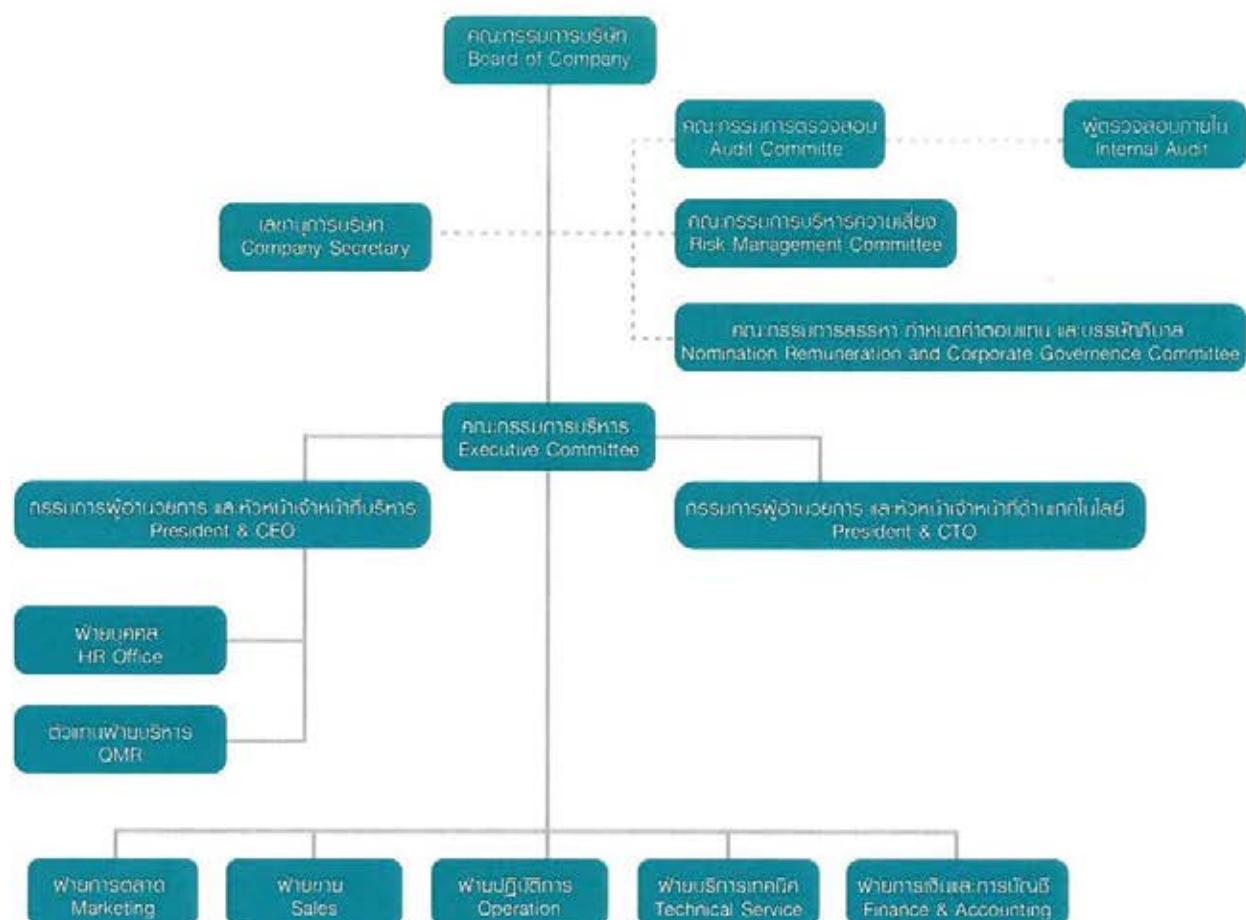 คณะกรรมการบริษัท
Board of Company
คณะกรรมการตรวจสอบ
Audit Committe
ผู้ตรวจสอบภายใน
Internal Audit
เลขานุการบริษัท
Company Secretary
คณะกรรมการบริหารความเสี่ยง
Risk Management Committee
คณะกรรมการสรรหา กำหนดค่าตอบแทน และบรรษัทภิบาล
Nomination Remuneration and Corporate Governence Committee
คณะกรรมการบริหาร
Executive Committee
กรรมการผู้อำนวยการ และหัวหน้าเจ้าหน้าที่บริหาร
President & CEO
กรรมการผู้อำนวยการ และหัวหน้าเจ้าหน้าที่ด้านเทคโนโลยี
President & CTO
ฝ่ายบุคคล
HR Office
ตัวแทนฝ่ายบริหาร
QMR
ฝ่ายการตลาด
Marketing
ฝ่ายขาย
Sales
ฝ่ายปฏิบัติการ
Operation
ฝ่ายบริการเทคนิค
Technical Service
ฝ่ายการเงินและการบัญชี
Finance & Accounting